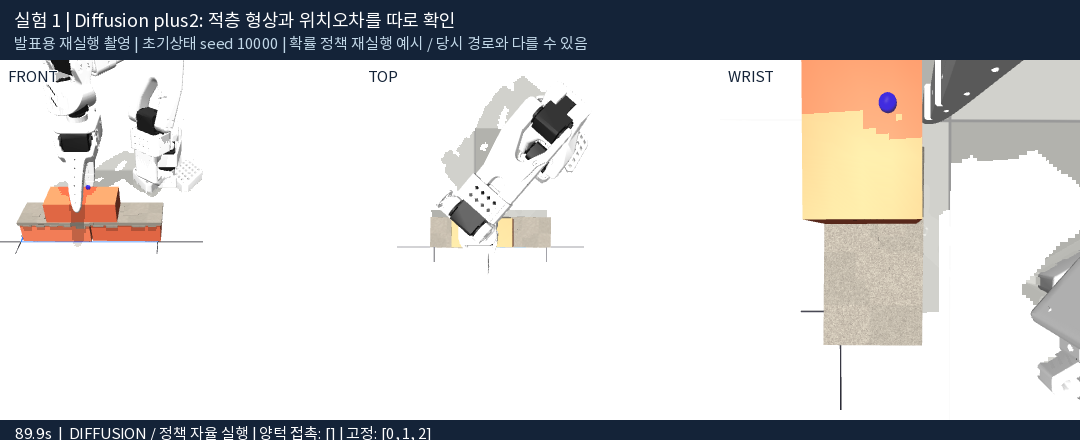 실험 1 | Diffusion plus2: 적층 형상과 위치오차를 따로 확인
발표용 재실행 촬영 | 초기상태 seed 10000 | 확률 정책 재실행 예시 / 당시 경로와 다를 수 있음
FRONT
TOP
WRIST
89.9s | DIFFUSION / 정책 자율 실행 | 양턱 접촉: [] | 고정: [0, 1, 2]